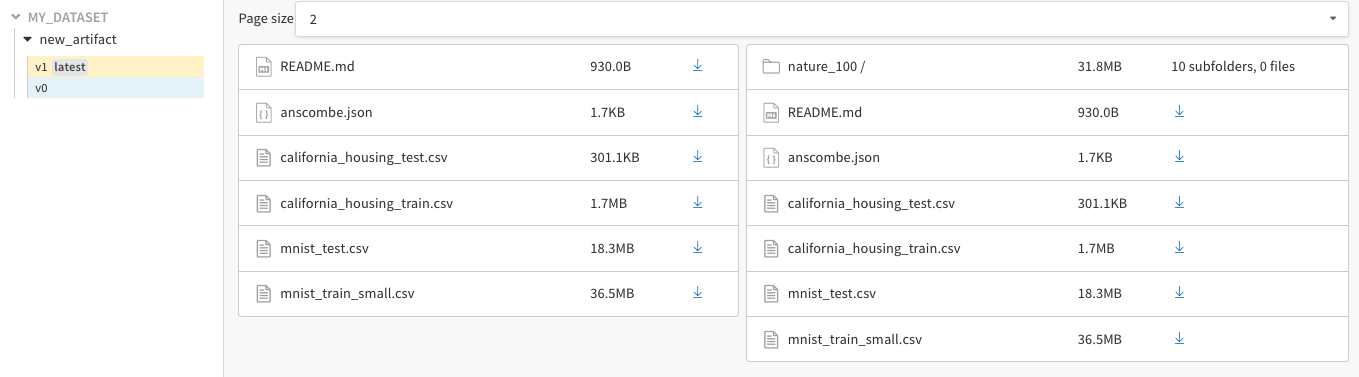 MY_DATASET
new_artifact
v1 latest
v0
Page size 2
README.md 930.0B
anscombe.json 1.7KB
california_housing_test.csv 301.1KB
california_housing_train.csv 1.7MB
mnist_test.csv 18.3MB
mnist_train_small.csv 36.5MB
nature_100 / 31.8MB 10 subfolders, 0 files
README.md 930.0B
anscombe.json 1.7KB
california_housing_test.csv 301.1KB
california_housing_train.csv 1.7MB
mnist_test.csv 18.3MB
mnist_train_small.csv 36.5MB